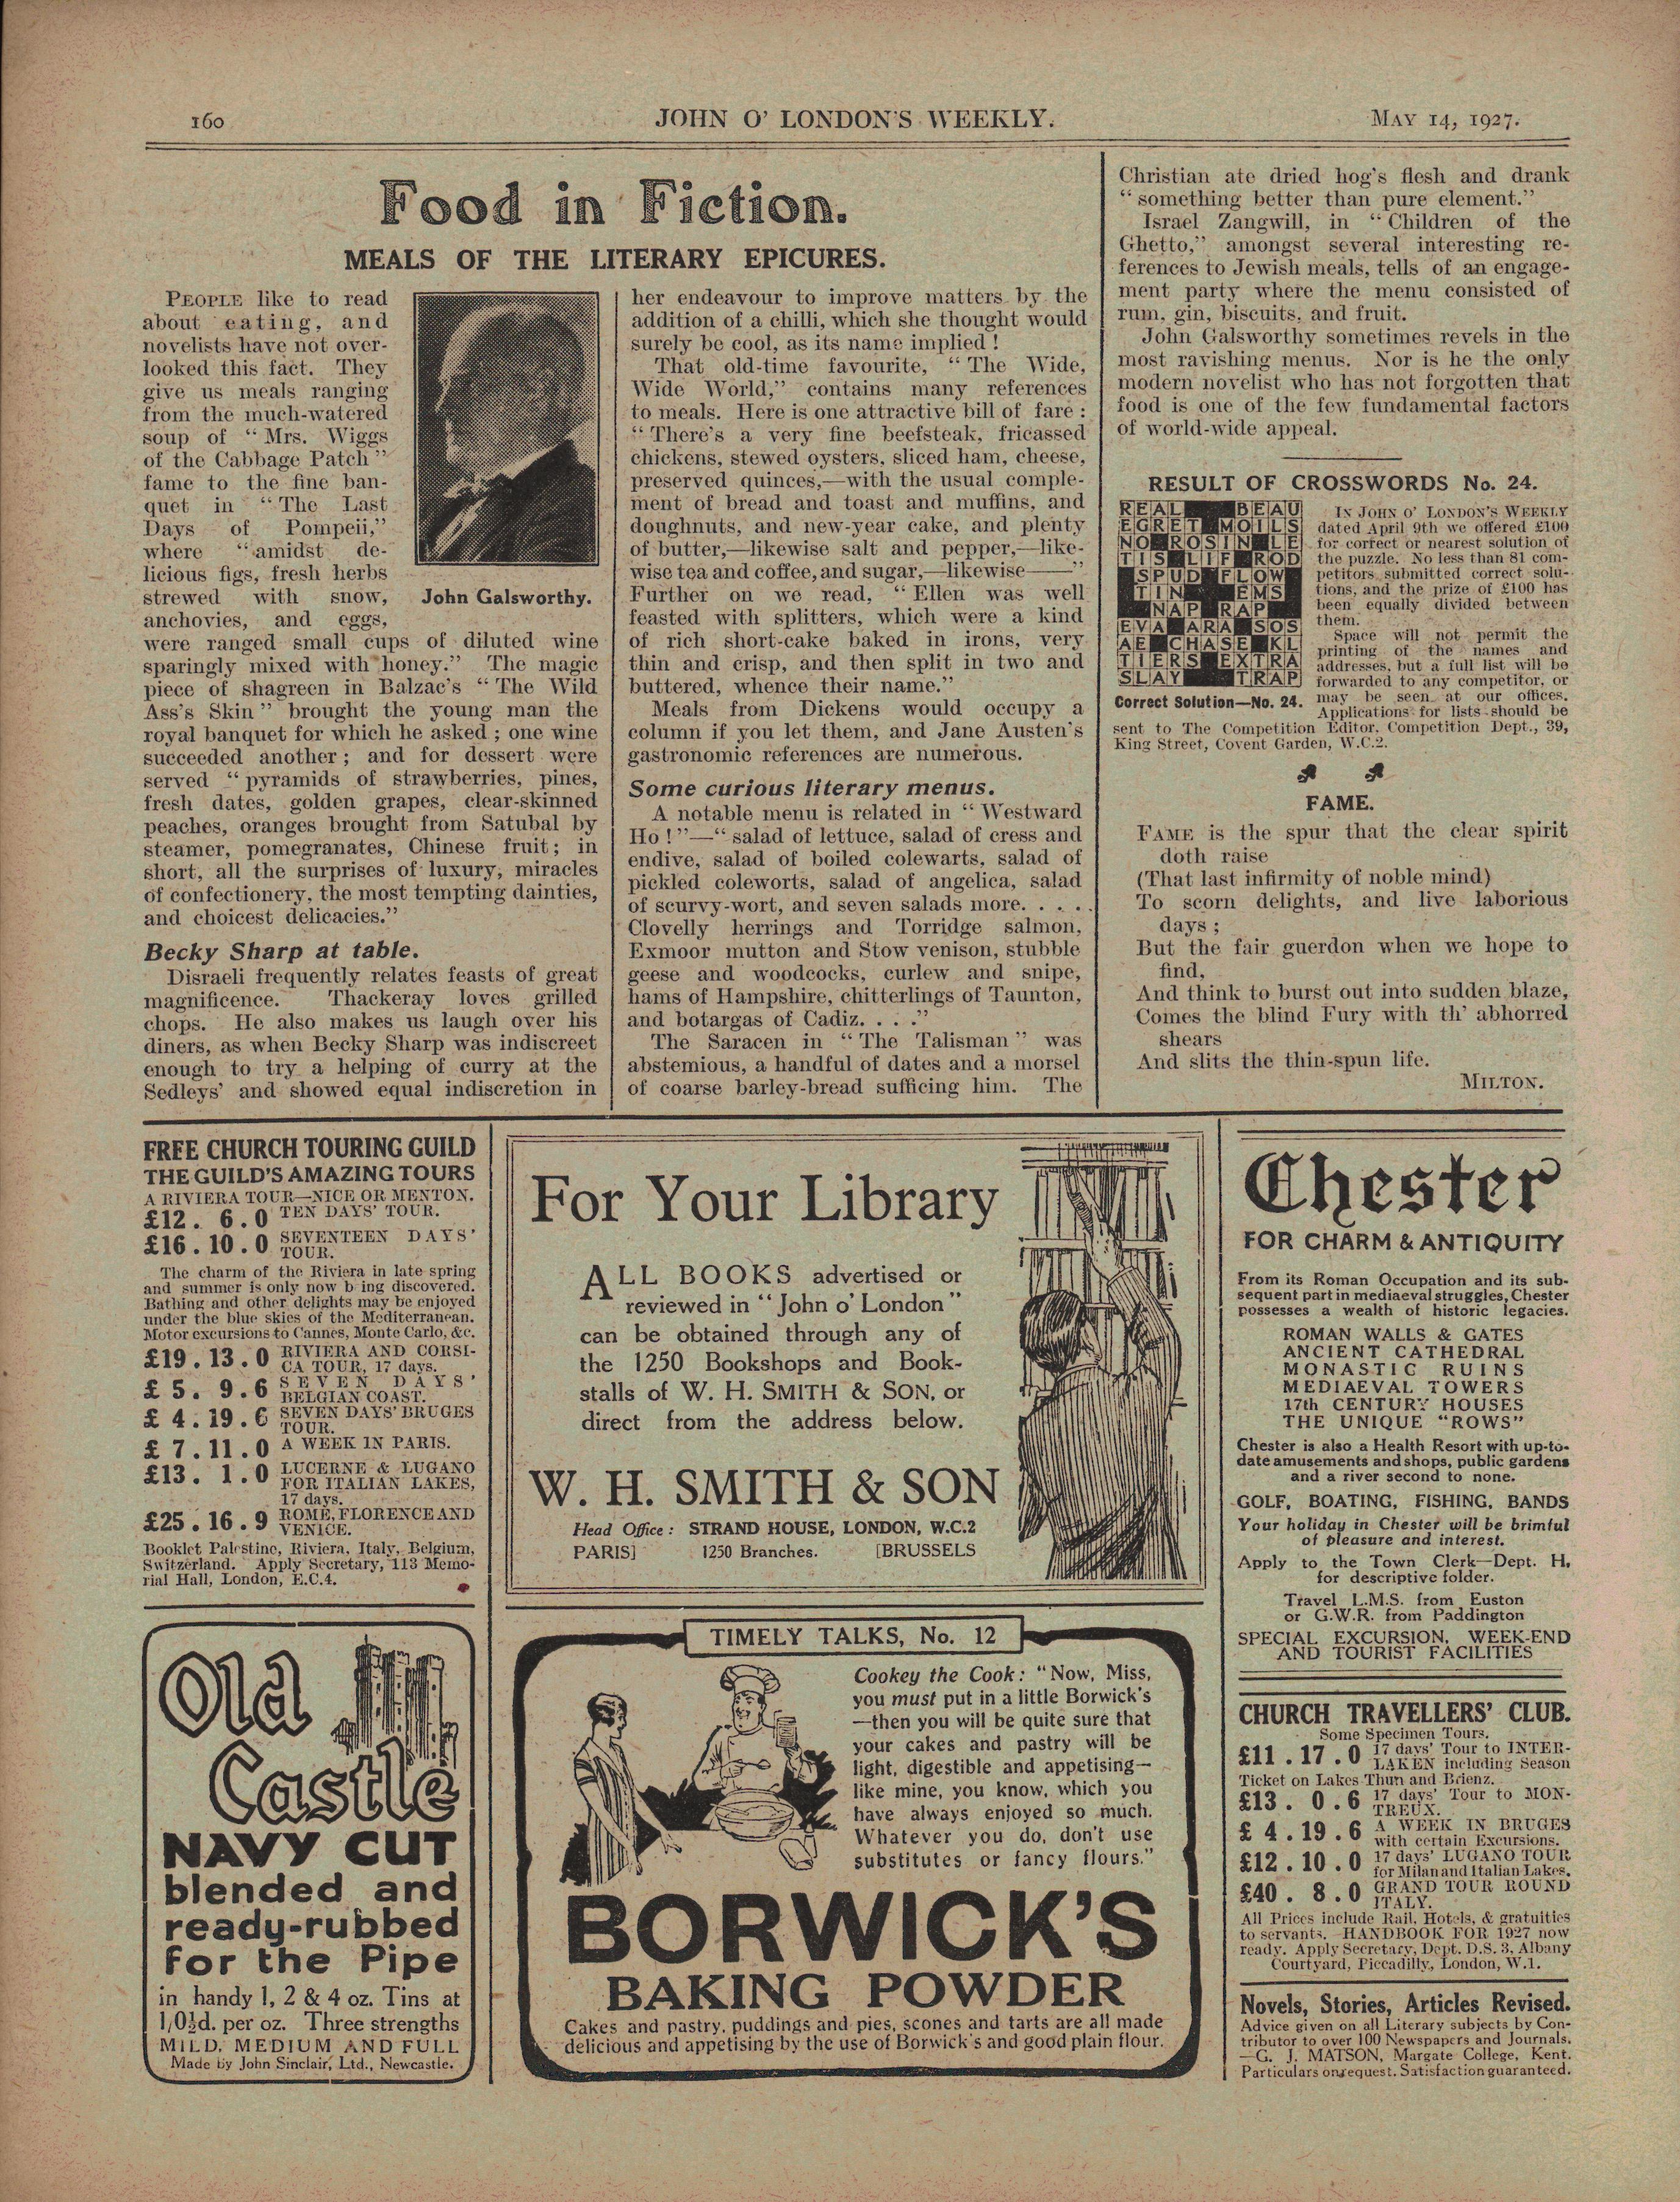 160
JOHN O' LONDON'S WEEKLY.
MAY 14, 1927.
Food in Fiction.
MEALS OF THE LITERARY EPICURES.
PEOPLE like to read
about eating, and
novelists have not over-
looked this fact. They
give us meals ranging
from the much-watered
soup of "Mrs. Wiggs
of the Cabbage Patch"
fame to the fine ban-
quet in "The Last
Days of Pompeii,"
where "amidst de-
licious figs, fresh herbs
strewed with snow,
anchovies, and eggs,
John Galsworthy.
were ranged small cups of diluted wine
sparingly mixed with honey." The magic
piece of shagreen in Balzac's "The Wild
Ass's Skin" brought the young man the
royal banquet for which he asked; one wine
succeeded another; and for dessert were
served "pyramids of strawberries, pines,
fresh dates, golden grapes, clear-skinned
peaches, oranges brought from Satubal by
steamer, pomegranates, Chinese fruit; in
short, all the surprises of luxury, miracles
of confectionery, the most tempting dainties,
and choicest delicacies."
Becky Sharp at table.
Disraeli frequently relates feasts of great
magnificence. Thackeray loves grilled
chops. He also makes us laugh over his
diners, as when Becky Sharp was indiscreet
enough to try a helping of curry at the
Sedleys' and showed equal indiscretion in
her endeavour to improve matters by the
addition of a chilli, which she thought would
surely be cool, as its name implied!
That old-time favourite, "The Wide,
Wide World," contains many references
to meals. Here is one attractive bill of fare:
"There's a very fine beefsteak, fricassed
chickens, stewed oysters, sliced ham, cheese,
preserved quinces,—with the usual comple-
ment of bread and toast and muffins, and
doughnuts, and new-year cake, and plenty
of butter,—likewise salt and pepper,—like-
wise tea and coffee, and sugar,—likewise——"
Further on we read, "Ellen was well
feasted with splitters, which were a kind
of rich short-cake baked in irons, very
thin and crisp, and then split in two and
buttered, whence their name."
Meals from Dickens would occupy a
column if you let them, and Jane Austen's
gastronomic references are numerous.
Some curious literary menus.
A notable menu is related in "Westward
Ho!"—"salad of lettuce, salad of cress and
endive, salad of boiled colewarts, salad of
pickled coleworts, salad of angelica, salad
of scurvy-wort, and seven salads more. . . .
Clovelly herrings and Torridge salmon,
Exmoor mutton and Stow venison, stubble
geese and woodcocks, curlew and snipe,
hams of Hampshire, chitterlings of Taunton,
and botargas of Cadiz. . . ."
The Saracen in "The Talisman" was
abstemious, a handful of dates and a morsel
of coarse barley-bread sufficing him. The
Christian ate dried hog's flesh and drank
"something better than pure element."
Israel Zangwill, in "Children of the
Ghetto," amongst several interesting re-
ferences to Jewish meals, tells of an engage-
ment party where the menu consisted of
rum, gin, biscuits, and fruit.
John Galsworthy sometimes revels in the
most ravishing menus. Nor is he the only
modern novelist who has not forgotten that
food is one of the few fundamental factors
of world-wide appeal.
RESULT OF CROSSWORDS No. 24.
REAL BEAU
EGRET MOILS
NO ROSIN LE
TIS LIF ROD
SPUD FLOW
TIN EMS
NAP RAP
EVA ARA SOS
AE CHASE KL
TIERS EXTRA
SLAY TRAP
Correct Solution—No. 24.
IN JOHN O' LONDON'S WEEKLY
dated April 9th we offered £100
for correct or nearest solution of
the puzzle. No less than 81 com-
petitors submitted correct solu-
tions, and the prize of £100 has
been equally divided between
them.
Space will not permit the
printing of the names and
addresses, but a full list will be
forwarded to any competitor, or
may be seen at our offices.
Applications for lists should be
sent to The Competition Editor, Competition Dept., 39,
King Street, Covent Garden, W.C.2.
FAME.
FAME is the spur that the clear spirit
doth raise
(That last infirmity of noble mind)
To scorn delights, and live laborious
days;
But the fair guerdon when we hope to
find,
And think to burst out into sudden blaze,
Comes the blind Fury with th' abhorred
shears
And slits the thin-spun life.
MILTON.
FREE CHURCH TOURING GUILD
THE GUILD'S AMAZING TOURS
A RIVIERA TOUR—NICE OR MENTON.
£12. 6.0 TEN DAYS' TOUR.
£16.10.0 SEVENTEEN DAYS'
TOUR.
The charm of the Riviera in late spring
and summer is only now b ing discovered.
Bathing and other delights may be enjoyed
under the blue skies of the Mediterranean.
Motor excursions to Cannes, Monte Carlo, &c.
£19.13.0 RIVIERA AND CORSI-
CA TOUR, 17 days.
£ 5. 9.6 SEVEN DAYS'
BELGIAN COAST.
£ 4.19.6 SEVEN DAYS' BRUGES
TOUR.
£ 7.11.0 A WEEK IN PARIS.
£13. 1.0 LUCERNE & LUGANO
FOR ITALIAN LAKES,
17 days.
£25.16.9 ROME, FLORENCE AND
VENICE.
Booklet Palestine, Riviera, Italy, Belgium,
Switzerland. Apply Secretary, 113 Memo-
rial Hall, London, E.C.4.
Old
Castle
NAVY CUT
blended and
ready-rubbed
for the Pipe
in handy 1, 2 & 4 oz. Tins at
1/0½d. per oz. Three strengths
MILD, MEDIUM AND FULL
Made by John Sinclair, Ltd., Newcastle.
For Your Library
ALL BOOKS advertised or
reviewed in "John o' London"
can be obtained through any of
the 1250 Bookshops and Book-
stalls of W. H. SMITH & SON, or
direct from the address below.
W. H. SMITH & SON
Head Office: STRAND HOUSE, LONDON, W.C.2
PARIS] 1250 Branches. [BRUSSELS
TIMELY TALKS, No. 12
Cookey the Cook: "Now, Miss,
you must put in a little Borwick's
—then you will be quite sure that
your cakes and pastry will be
light, digestible and appetising—
like mine, you know, which you
have always enjoyed so much.
Whatever you do, don't use
substitutes or fancy flours."
BORWICK'S
BAKING POWDER
Cakes and pastry, puddings and pies, scones and tarts are all made
delicious and appetising by the use of Borwick's and good plain flour.
Chester
FOR CHARM & ANTIQUITY
From its Roman Occupation and its sub-
sequent part in mediaeval struggles, Chester
possesses a wealth of historic legacies.
ROMAN WALLS & GATES
ANCIENT CATHEDRAL
MONASTIC RUINS
MEDIAEVAL TOWERS
17th CENTURY HOUSES
THE UNIQUE "ROWS"
Chester is also a Health Resort with up-to-
date amusements and shops, public gardens
and a river second to none.
GOLF, BOATING, FISHING, BANDS
Your holiday in Chester will be brimful
of pleasure and interest.
Apply to the Town Clerk—Dept. H,
for descriptive folder.
Travel L.M.S. from Euston
or G.W.R. from Paddington
SPECIAL EXCURSION, WEEK-END
AND TOURIST FACILITIES
CHURCH TRAVELLERS' CLUB.
Some Specimen Tours.
£11.17.0 17 days' Tour to INTER-
LAKEN including Season
Ticket on Lakes Thun and Brienz.
£13. 0.6 17 days' Tour to MON-
TREUX.
£ 4.19.6 A WEEK IN BRUGES
with certain Excursions.
£12.10.0 17 days' LUGANO TOUR
for Milan and Italian Lakes.
£40. 8.0 GRAND TOUR ROUND
ITALY.
All Prices include Rail, Hotels, & gratuities
to servants. HANDBOOK FOR 1927 now
ready. Apply Secretary, Dept. D.S. 3, Albany
Courtyard, Piccadilly, London, W.1.
Novels, Stories, Articles Revised.
Advice given on all Literary subjects by Con-
tributor to over 100 Newspapers and Journals.
—G. J. MATSON, Margate College, Kent.
Particulars on request. Satisfaction guaranteed.